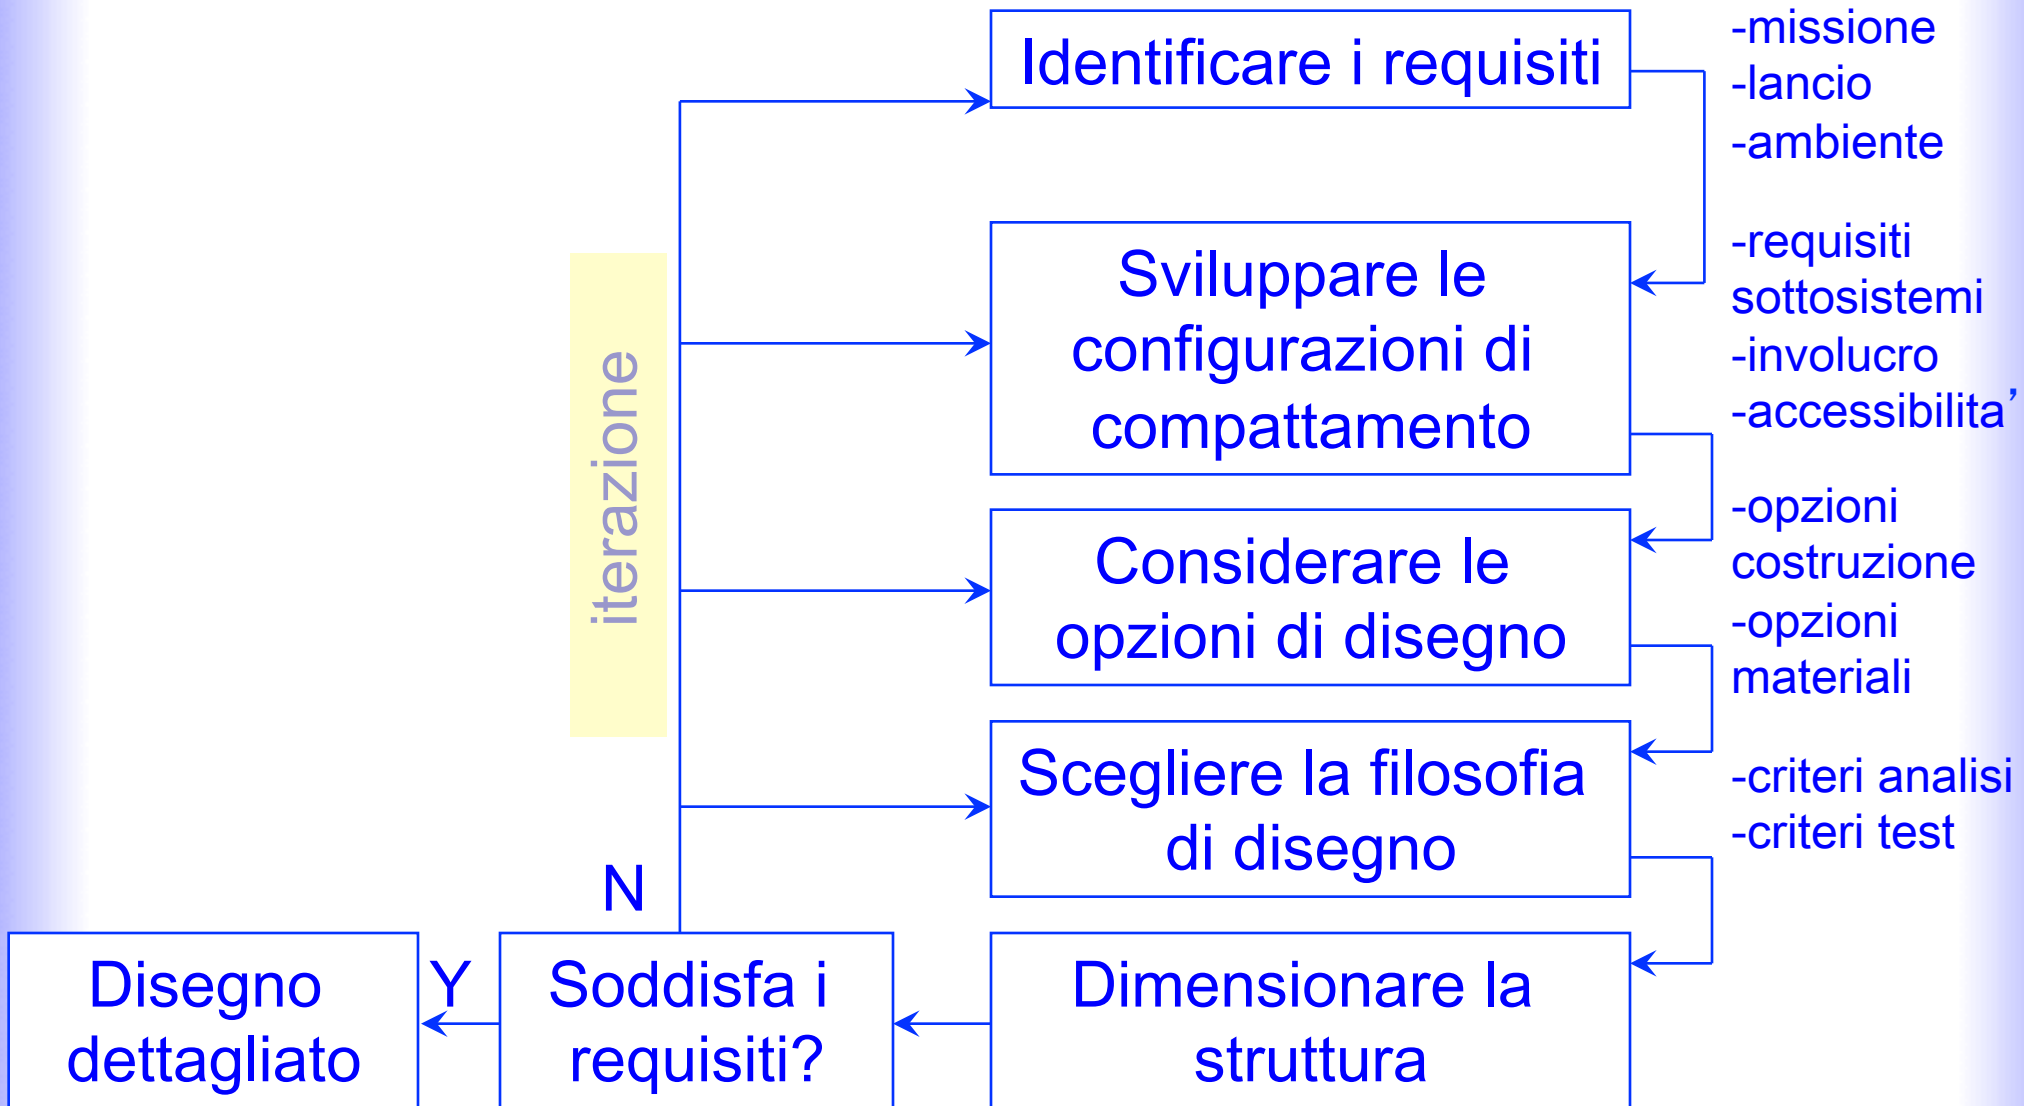 Identificare i requisiti
-missione
-lancio
-ambiente
Sviluppare le
configurazioni di
compattamento
-requisiti
sottosistemi
-involucro
-accessibilita’
iterazione
Considerare le
opzioni di disegno
-opzioni
costruzione
-opzioni
materiali
Scegliere la filosofia
di disegno
-criteri analisi
-criteri test
N
Disegno
dettagliato
Y
Soddisfa i
requisiti?
Dimensionare la
struttura